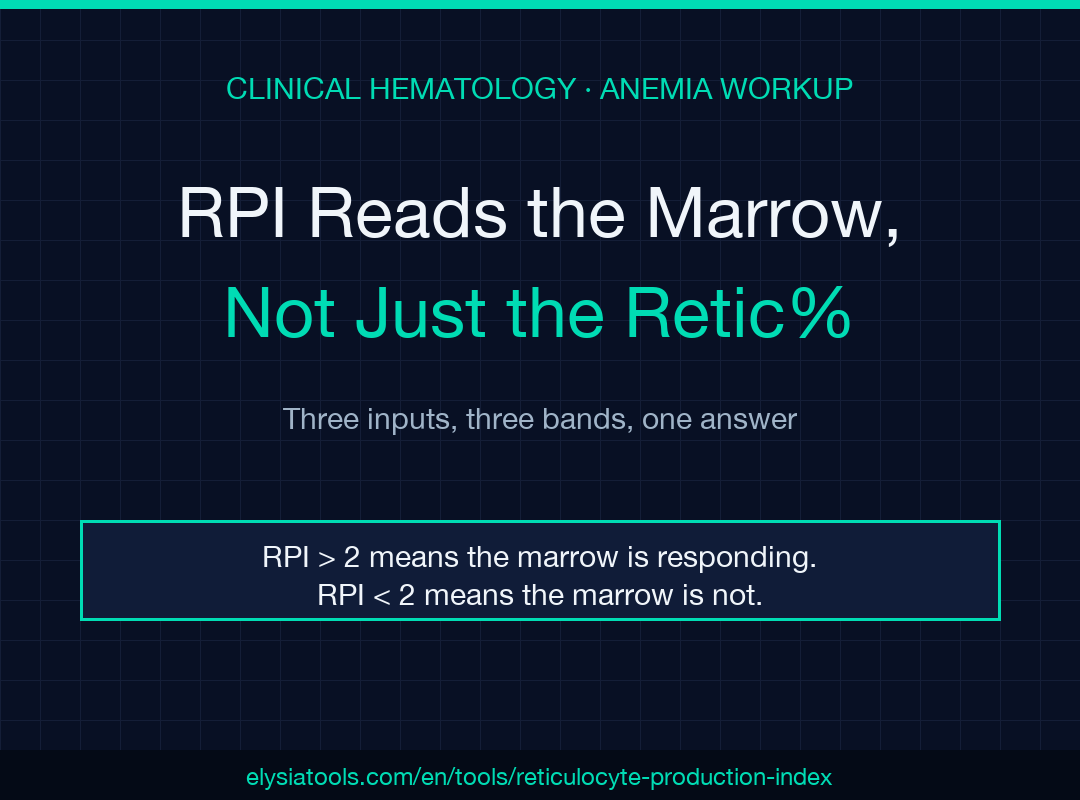 CLINICAL HEMATOLOGY · ANEMIA WORKUP
RPI Reads the Marrow,
Not Just the Retic%
Three inputs, three bands, one answer
RPI > 2 means the marrow is responding.
RPI < 2 means the marrow is not.
elysiatools.com/en/tools/reticulocyte-production-index